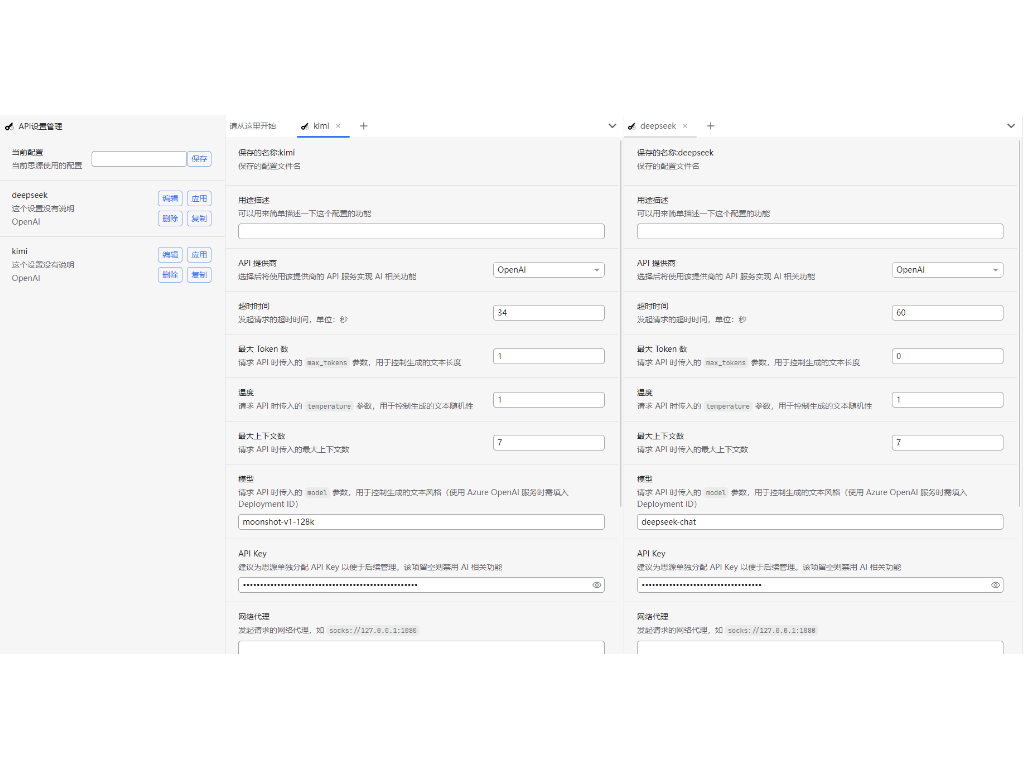 API设置管理
当前配置
当前思源使用的配置
保存
deepseek
这个设置没有说明
OpenAI
编辑
应用
删除
复制
kimi
这个设置没有说明
OpenAI
编辑
应用
删除
复制
请从这里开始
kimi
保存的名称:kimi
保存的配置文件名
用途描述
可以用来简单描述一下这个配置的功能
API 提供商
选择后将使用该提供商的 API 服务实现 AI 相关功能
OpenAI
超时时间
发起请求的超时时间，单位：秒
34
最大 Token 数
请求 API 时传入的 max_tokens 参数，用于控制生成的文本长度
1
温度
请求 API 时传入的 temperature 参数，用于控制生成的文本随机性
1
最大上下文数
请求 API 时传入的最大上下文数
7
模型
请求 API 时传入的 model 参数，用于控制生成的文本风格（使用 Azure OpenAI 服务时需填入
Deployment ID）
moonshot-v1-128k
API Key
建议为思源单独分配 API Key 以便于后续管理，该项留空则禁用 AI 相关功能
网络代理
发起请求的网络代理，如 socks://127.0.0.1:1080
deepseek
保存的名称:deepseek
保存的配置文件名
用途描述
可以用来简单描述一下这个配置的功能
API 提供商
选择后将使用该提供商的 API 服务实现 AI 相关功能
OpenAI
超时时间
发起请求的超时时间，单位：秒
60
最大 Token 数
请求 API 时传入的 max_tokens 参数，用于控制生成的文本长度
0
温度
请求 API 时传入的 temperature 参数，用于控制生成的文本随机性
1
最大上下文数
请求 API 时传入的最大上下文数
7
模型
请求 API 时传入的 model 参数，用于控制生成的文本风格（使用 Azure OpenAI 服务时需填入
Deployment ID）
deepseek-chat
API Key
建议为思源单独分配 API Key 以便于后续管理，该项留空则禁用 AI 相关功能
网络代理
发起请求的网络代理，如 socks://127.0.0.1:1080